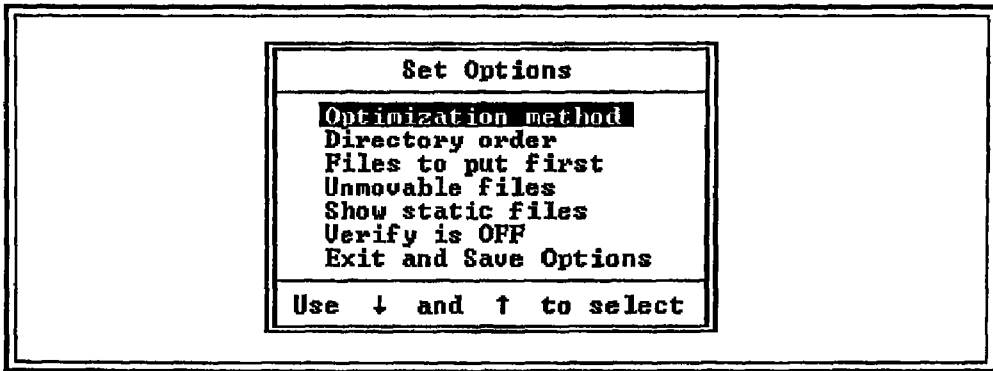 Set Options
Optimization method
Directory order
Files to put first
Unmovable files
Show static files
Verify is OFF
Exit and Save Options
Use ↓ and ↑ to select